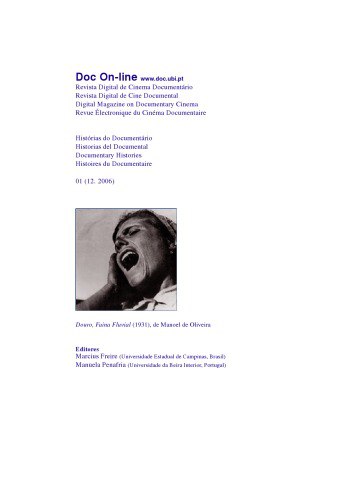 Doc On-line www.doc.ubi.pt
Revista Digital de Cinema Documentário
Revista Digital de Cine Documental
Digital Magazine on Documentary Cinema
Revue Électronique du Cinéma Documentaire
Histórias do Documentário
Historias del Documental
Documentary Histories
Histoires du Documentaire
01 (12. 2006)
Douro, Faina Fluvial (1931), de Manoel de Oliveira
Editores
Marcius Freire (Universidade Estadual de Campinas, Brasil)
Manuela Penafria (Universidade da Beira Interior, Portugal)